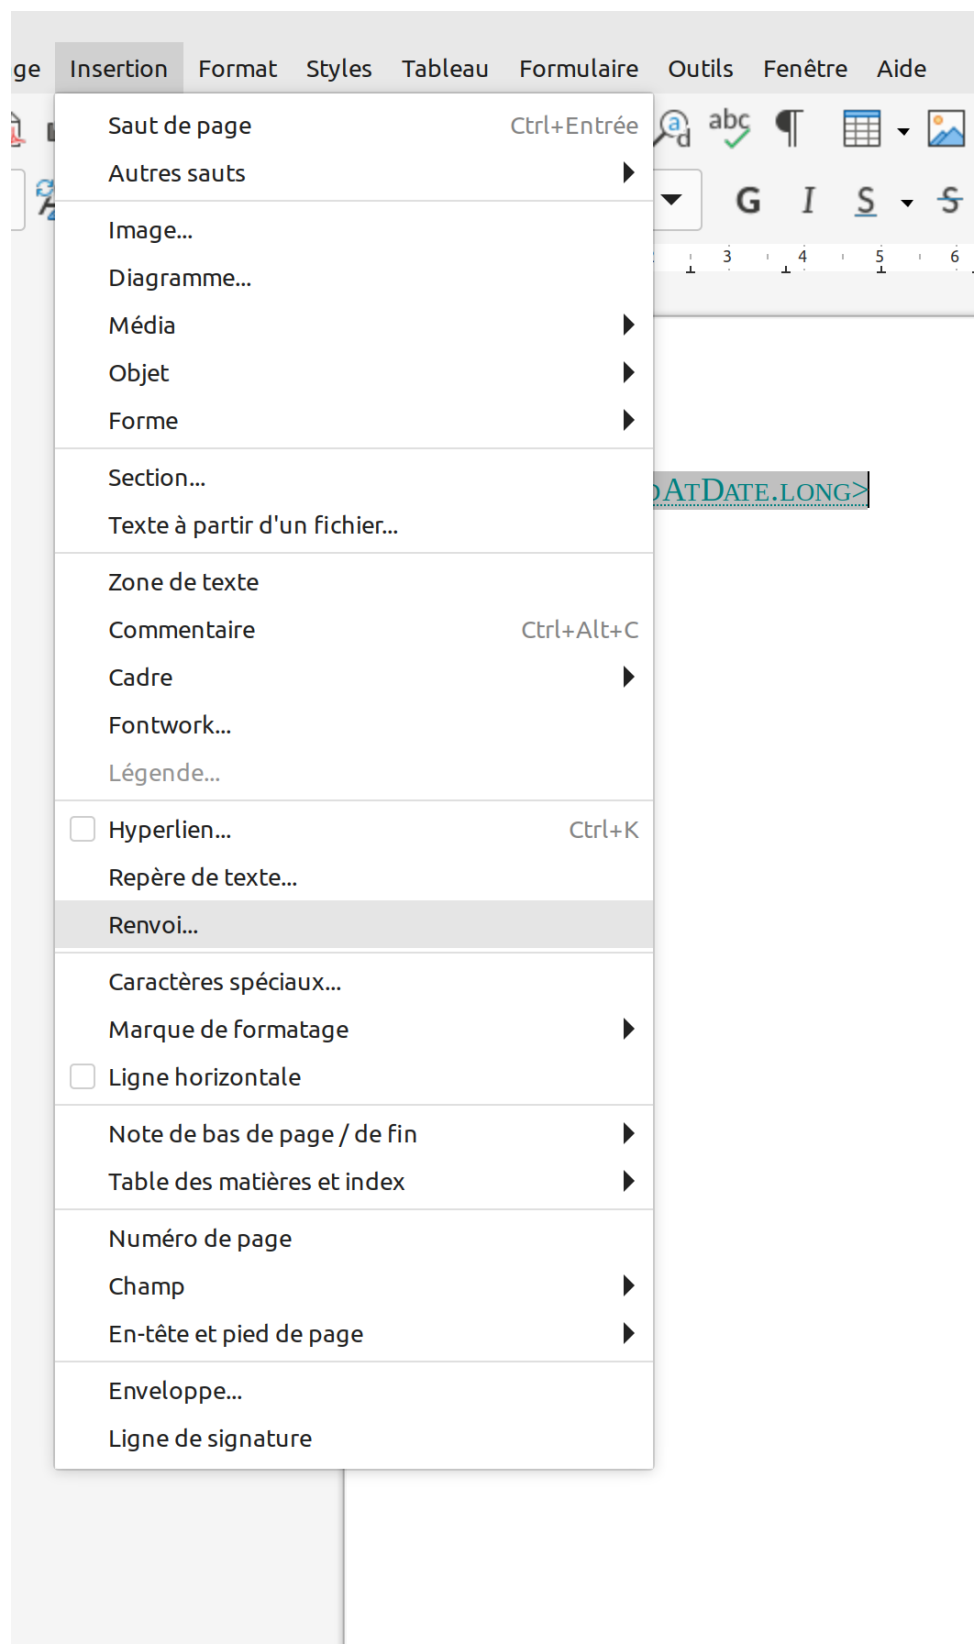 ge Insertion Format Styles Tableau Formulaire Outils Fenêtre Aide
Saut de page Ctrl+Entrée
Autres sauts
Image...
Diagramme...
Média
Objet
Forme
Section...
Texte à partir d'un fichier...
Zone de texte
Commentaire Ctrl+Alt+C
Cadre
Fontwork...
Légende...
Hyperlien... Ctrl+K
Repère de texte...
Renvoi...
Caractères spéciaux...
Marque de formatage
Ligne horizontale
Note de bas de page / de fin
Table des matières et index
Numéro de page
Champ
En-tête et pied de page
Enveloppe...
Ligne de signature
abc
G I S S
3 4 5 6
AtDate.long>